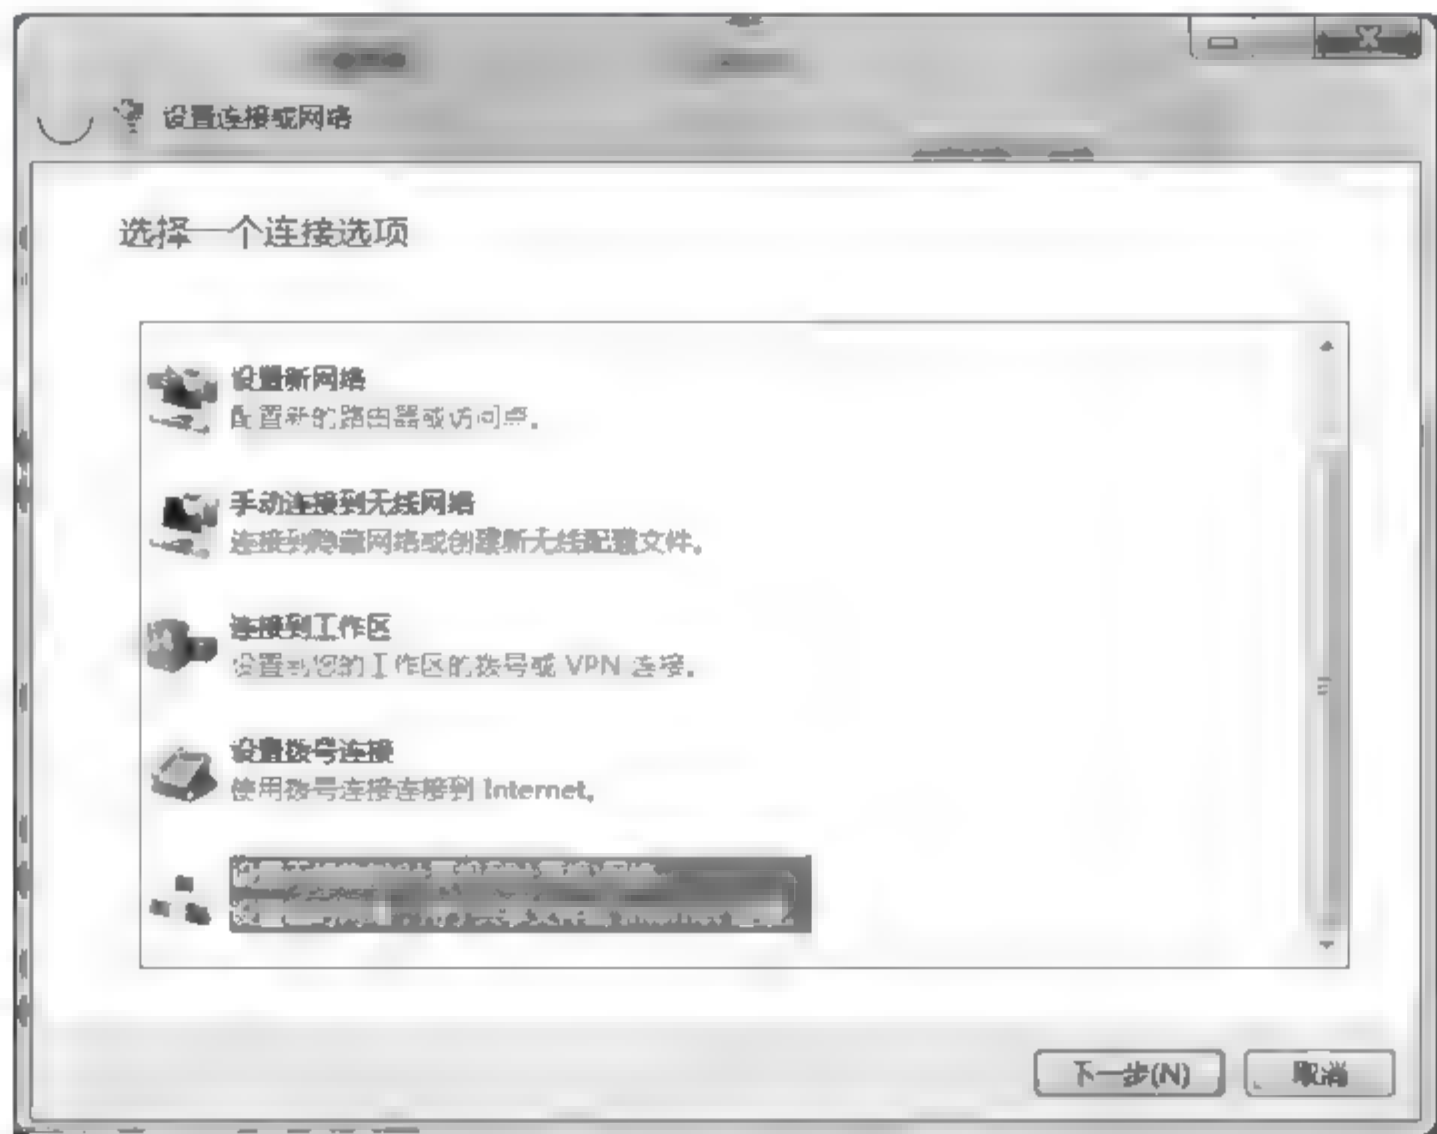 设置连接或网络
选择一个连接选项
设置新网络
配置新的路由器或访问点。
手动连接到无线网络
连接到隐藏网络或创建新无线配置文件。
连接到工作区
设置到您的工作区的拨号或 VPN 连接。
设置拨号连接
使用拨号连接连接到 Internet。
下一步(N)
取消